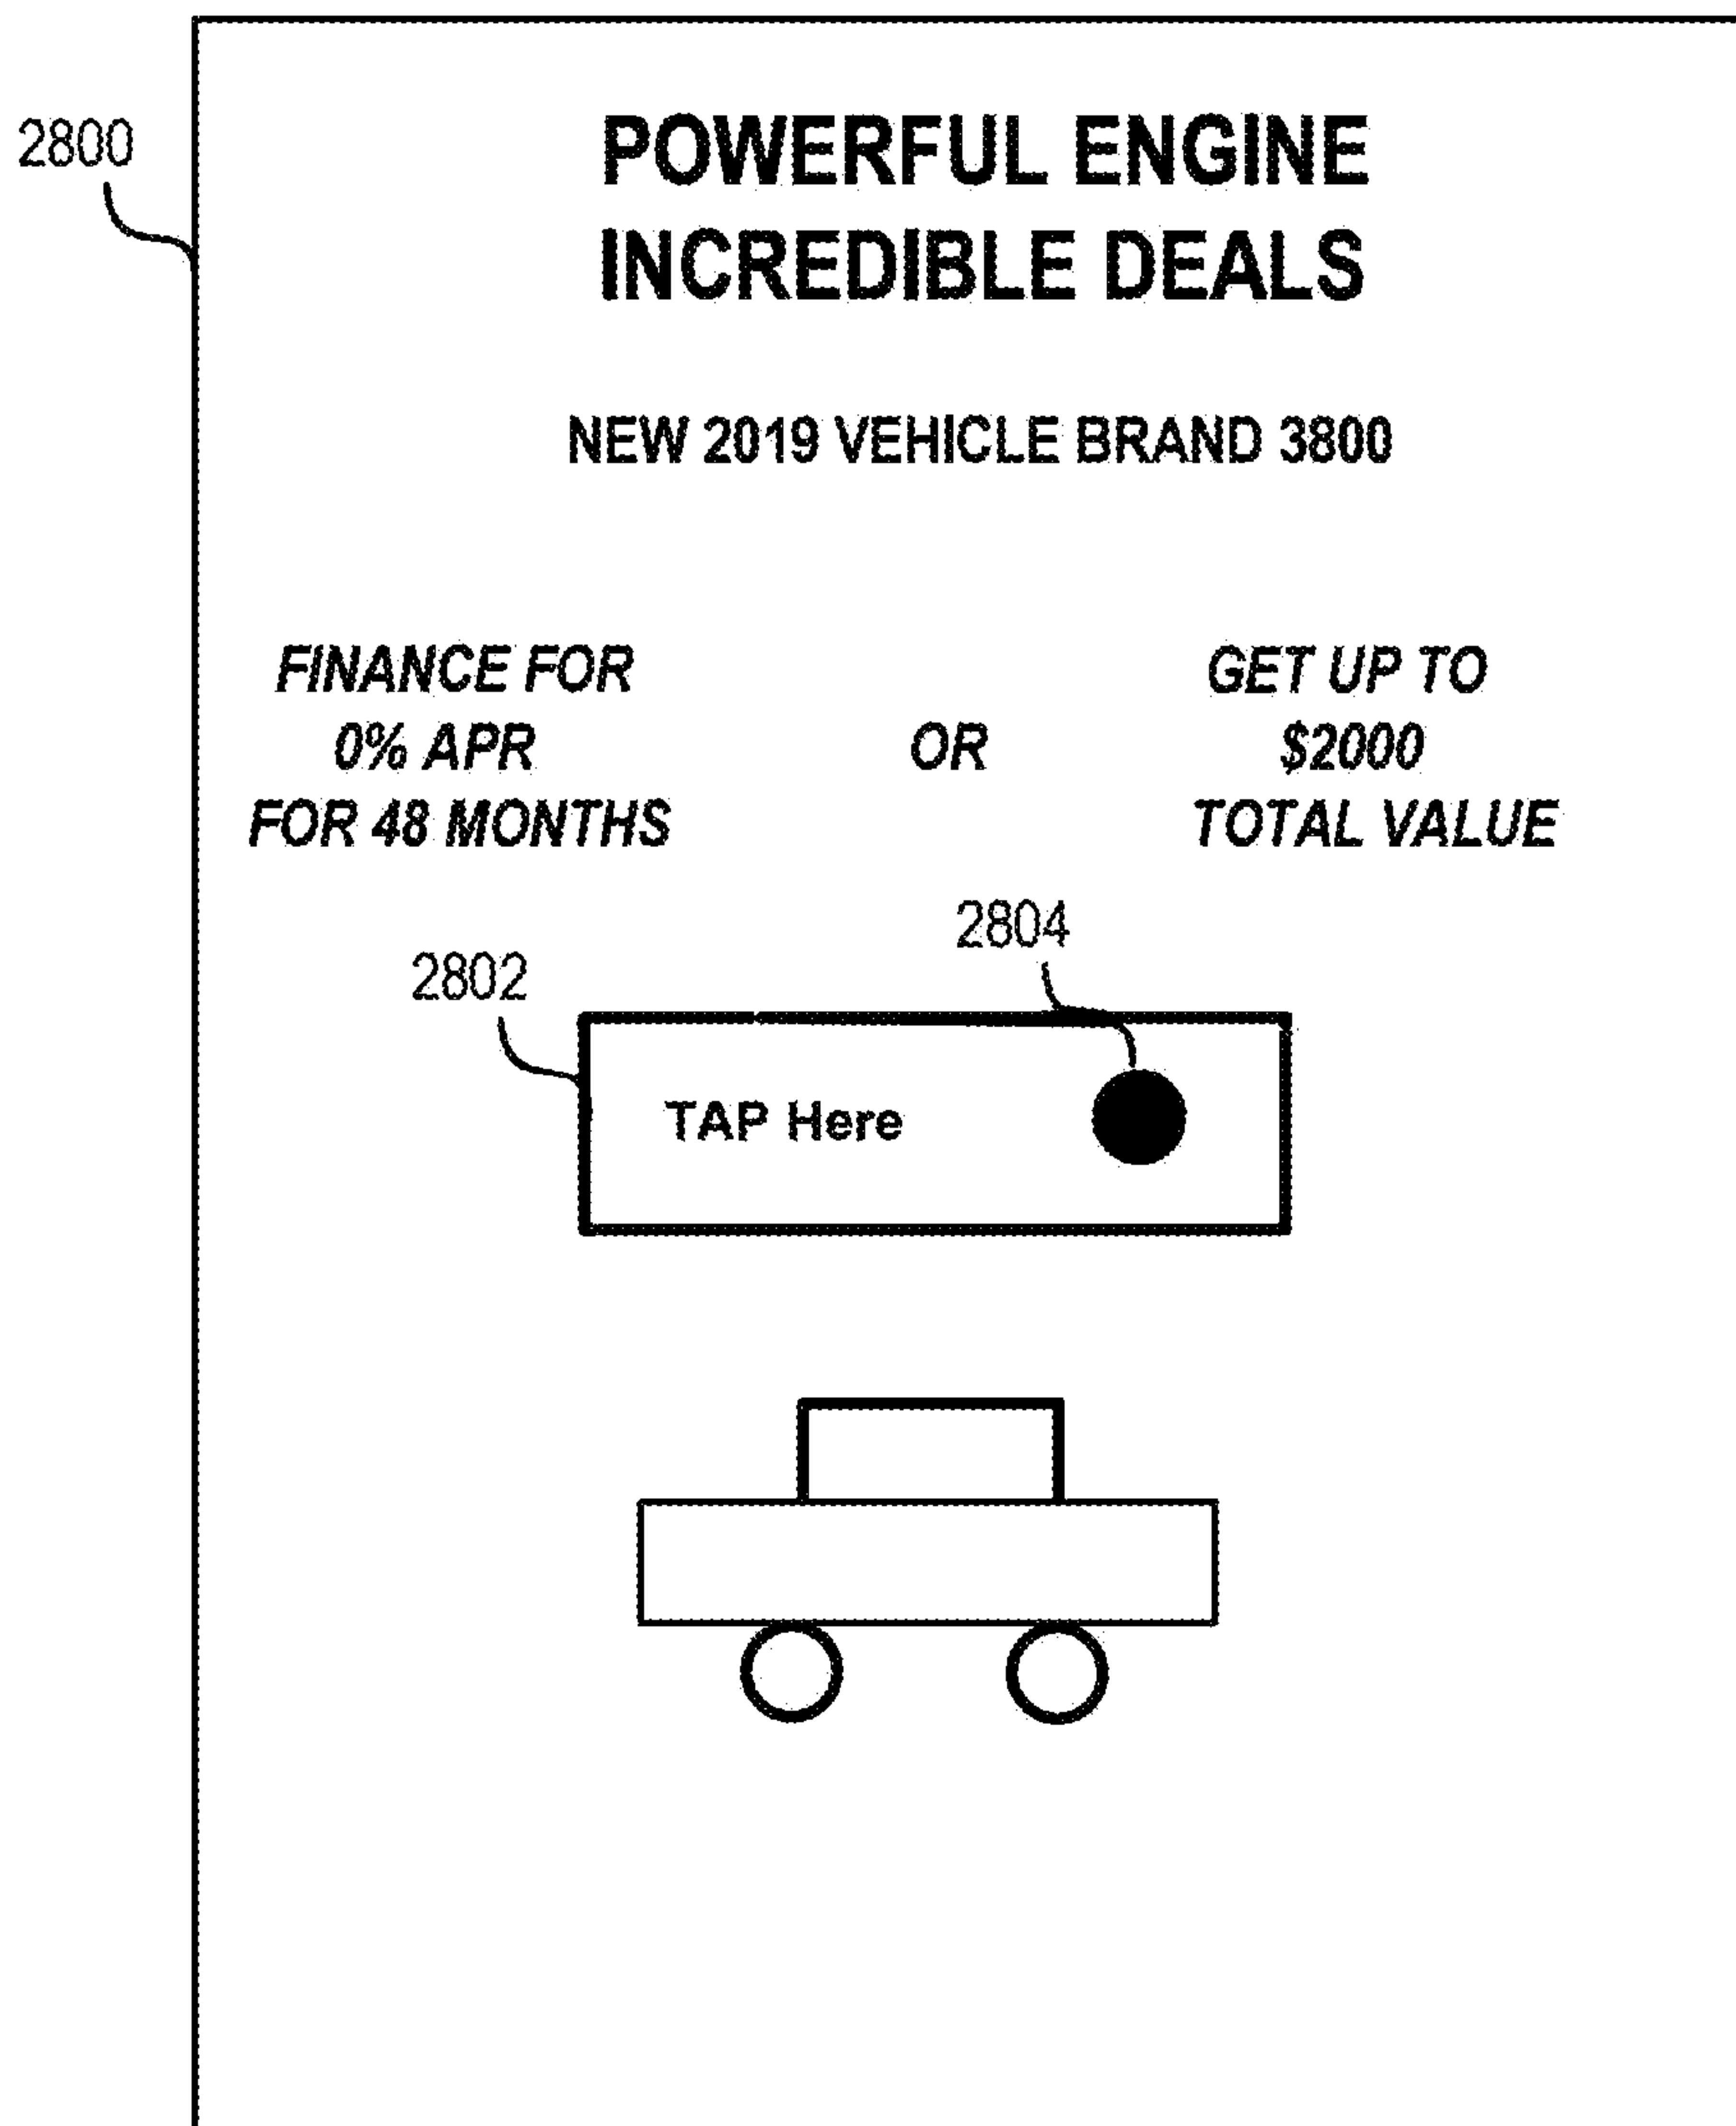 2800
POWERFUL ENGINE
INCREDIBLE DEALS
NEW 2019 VEHICLE BRAND 3800
FINANCE FOR
0% APR
FOR 48 MONTHS
OR
GET UP TO
$2000
TOTAL VALUE
2802
2804
TAP Here